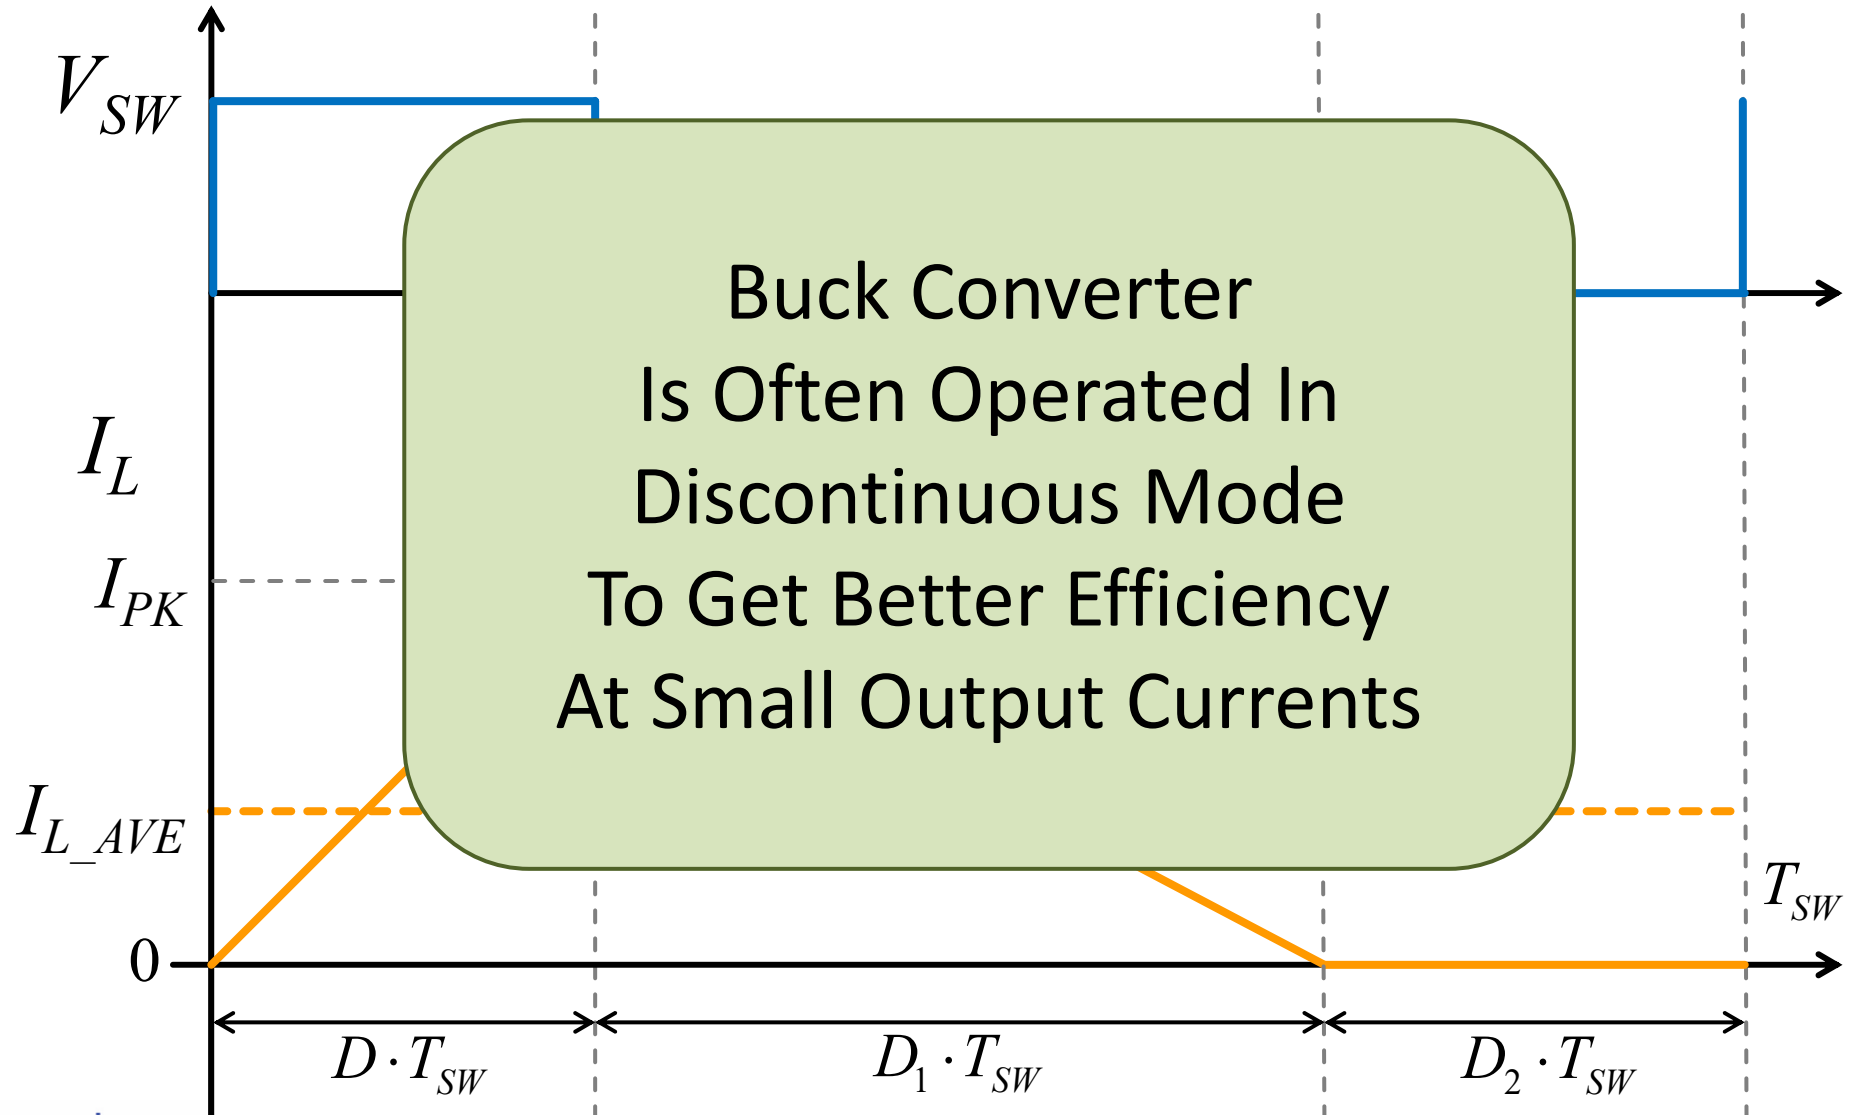 V_SW
Buck Converter
Is Often Operated In
Discontinuous Mode
To Get Better Efficiency
At Small Output Currents
I_L
I_PK
I_L_AVE
T_SW
0
D · T_SW
D_1 · T_SW
D_2 · T_SW